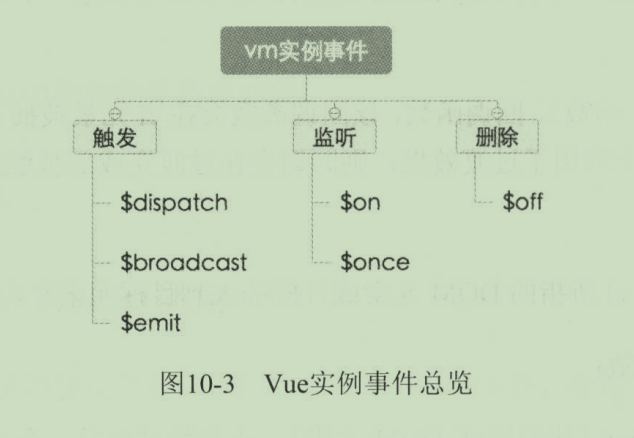 vm实例事件
触发 监听 删除
$dispatch $on $off
$broadcast $once
$emit
图10-3 Vue实例事件总览